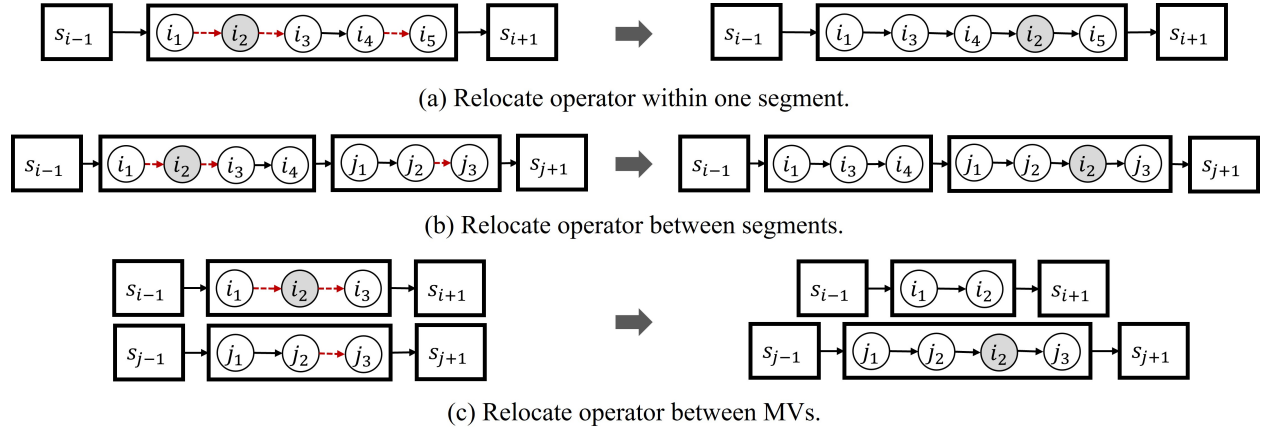 s_{i−1} i_1 i_2 i_3 i_4 i_5 s_{i+1} s_{i−1} i_1 i_3 i_4 i_2 i_5 s_{i+1}
(a) Relocate operator within one segment.
s_{i−1} i_1 i_2 i_3 i_4 j_1 j_2 j_3 s_{j+1} s_{i−1} i_1 i_3 i_4 j_1 j_2 i_2 j_3 s_{j+1}
(b) Relocate operator between segments.
s_{i−1} i_1 i_2 i_3 s_{i+1} s_{i−1} i_1 i_2 s_{i+1}
s_{j−1} j_1 j_2 j_3 s_{j+1} s_{j−1} j_1 j_2 i_2 j_3 s_{j+1}
(c) Relocate operator between MVs.